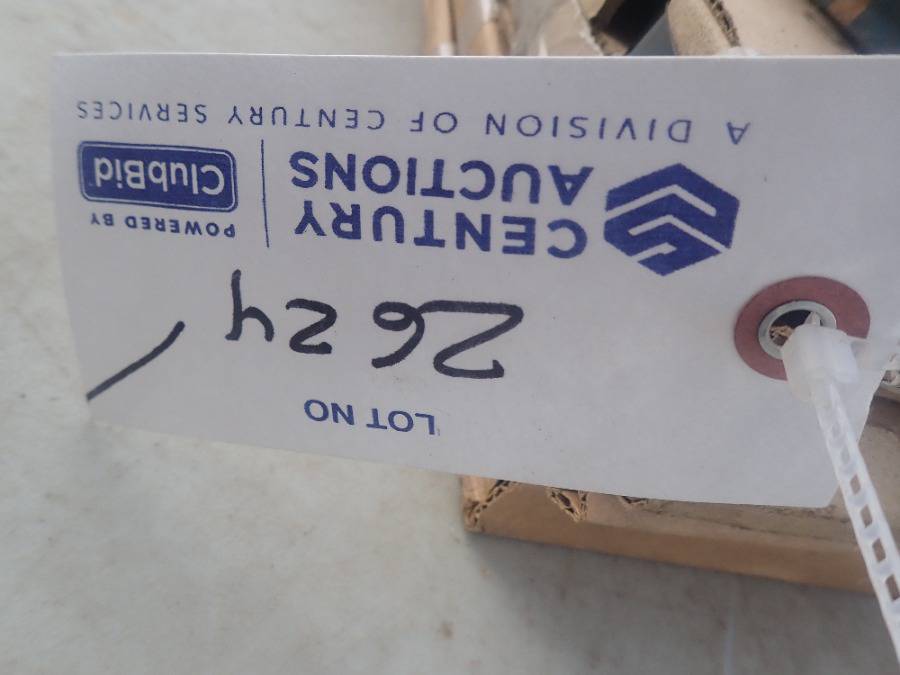 LOT NO
2624
CENTURY
AUCTIONS
POWERED BY
ClubBid
A DIVISION OF CENTURY SERVICES